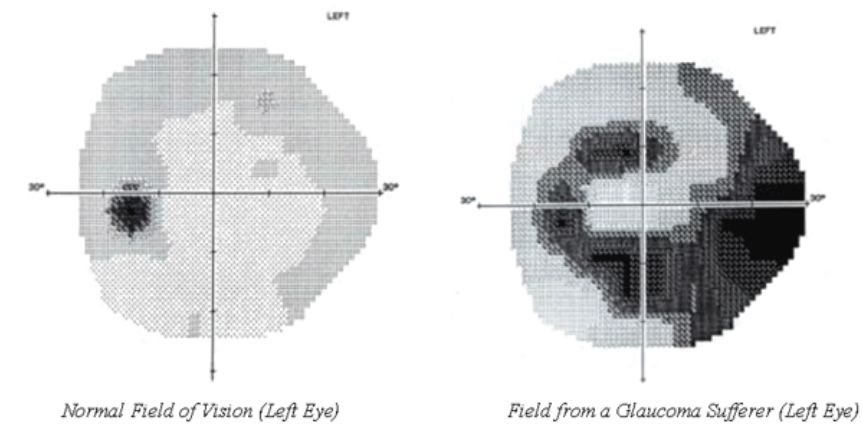 LEFT
LEFT
30° 30°
30° 30°
Normal Field of Vision (Left Eye)
Field from a Glaucoma Sufferer (Left Eye)